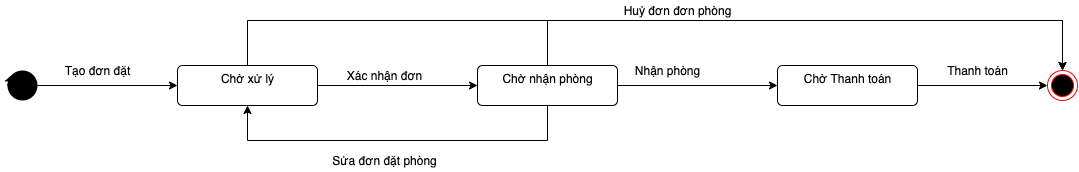 Huỷ đơn đơn phòng
Tạo đơn đặt
Chờ xử lý
Xác nhận đơn
Chờ nhận phòng
Nhận phòng
Chờ Thanh toán
Thanh toán
Sửa đơn đặt phòng